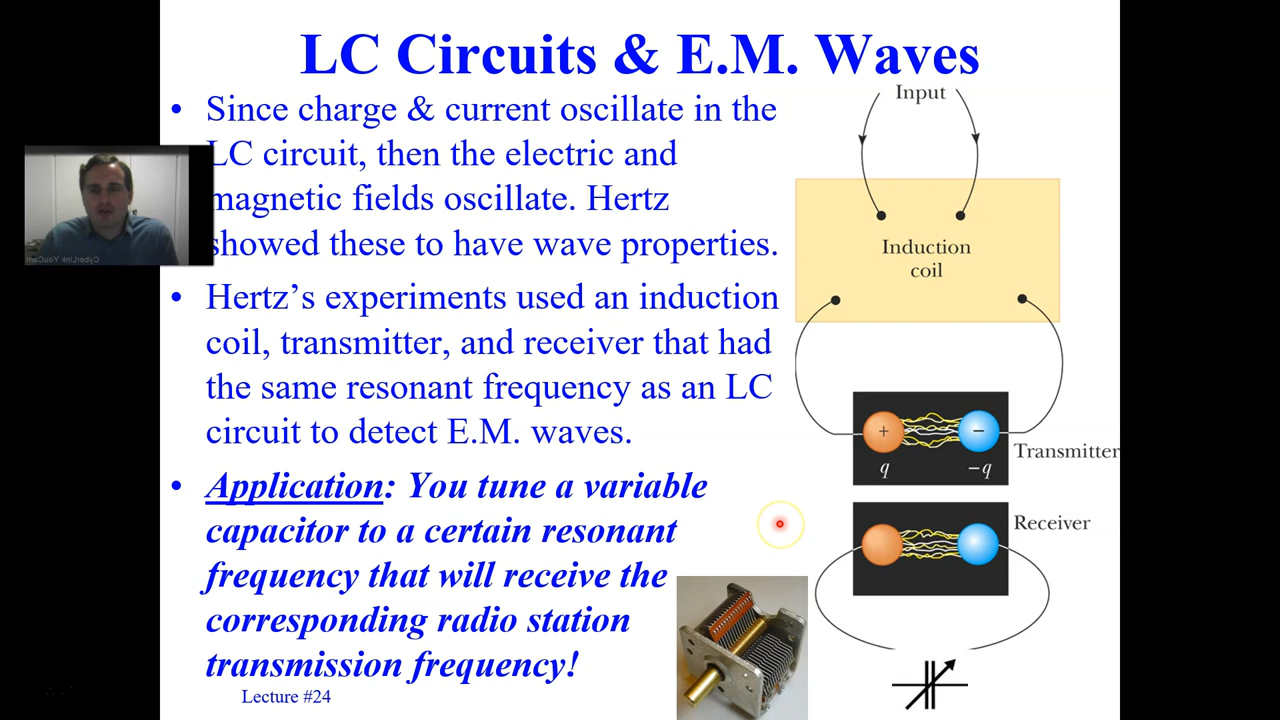 LC Circuits & E.M. Waves
• Since charge & current oscillate in the
LC circuit, then the electric and
magnetic fields oscillate. Hertz
showed these to have wave properties.
• Hertz’s experiments used an induction
coil, transmitter, and receiver that had
the same resonant frequency as an LC
circuit to detect E.M. waves.
• Application: You tune a variable
capacitor to a certain resonant
frequency that will receive the
corresponding radio station
transmission frequency!
Lecture #24
Input
Induction
coil
+ −
q −q
Transmitter
Receiver
CyberLink YouCam